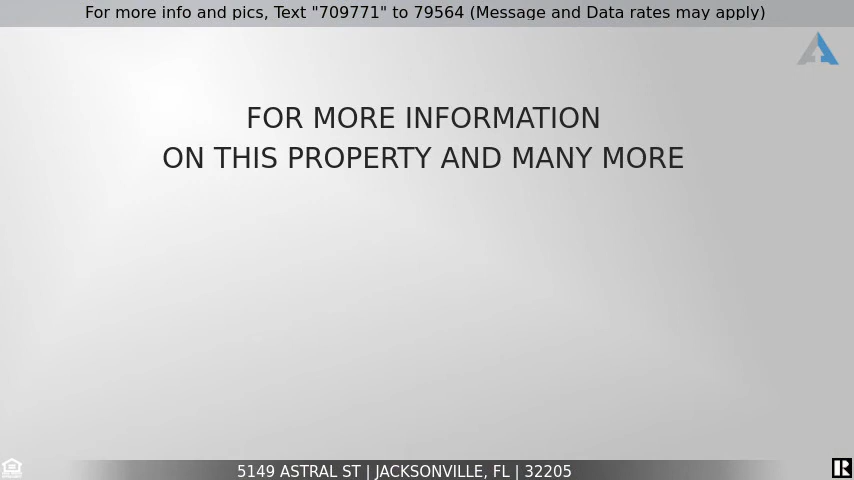 For more info and pics, Text "709771" to 79564 (Message and Data rates may apply)
FOR MORE INFORMATION
ON THIS PROPERTY AND MANY MORE
5149 ASTRAL ST | JACKSONVILLE, FL | 32205